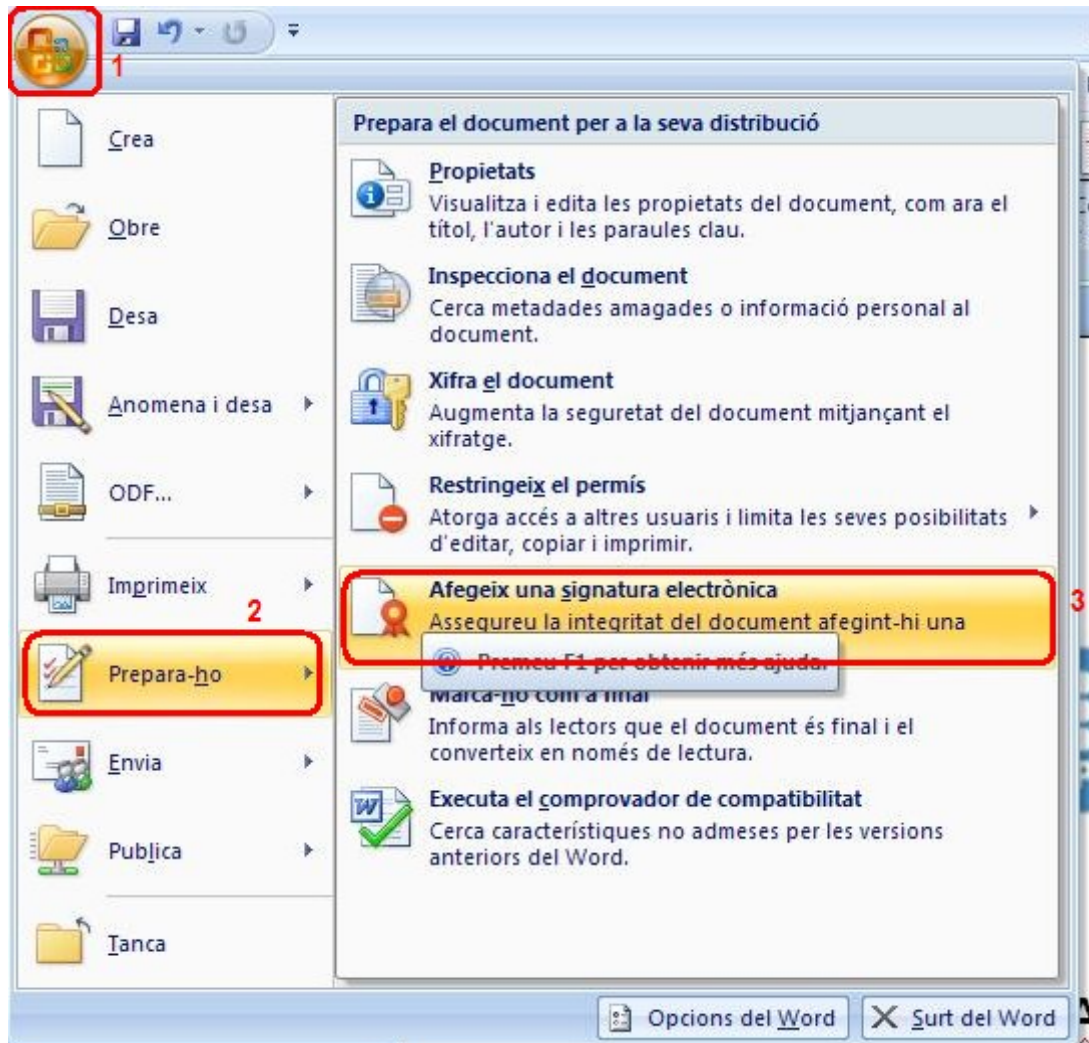 1
Crea
Obre
Desa
Anomena i desa
ODF...
Imprimeix
2
Prepara-ho
Envia
Publica
Tanca
Prepara el document per a la seva distribució
Propietats
Visualitza i edita les propietats del document, com ara el
títol, l'autor i les paraules clau.
Inspecciona el document
Cerca metadades amagades o informació personal al
document.
Xifra el document
Augmenta la seguretat del document mitjançant el
xifratge.
Restringeix el permís
Atorga accés a altres usuaris i limita les seves posibilitats
d'editar, copiar i imprimir.
Afegeix una signatura electrònica
Assegureu la integritat del document afegint-hi una
3
Premeu F1 per obtenir més ajuda.
Marca-ho com a final
Informa als lectors que el document és final i el
converteix en només de lectura.
Executa el comprovador de compatibilitat
Cerca característiques no admeses per les versions
anteriors del Word.
Opcions del Word
Surt del Word